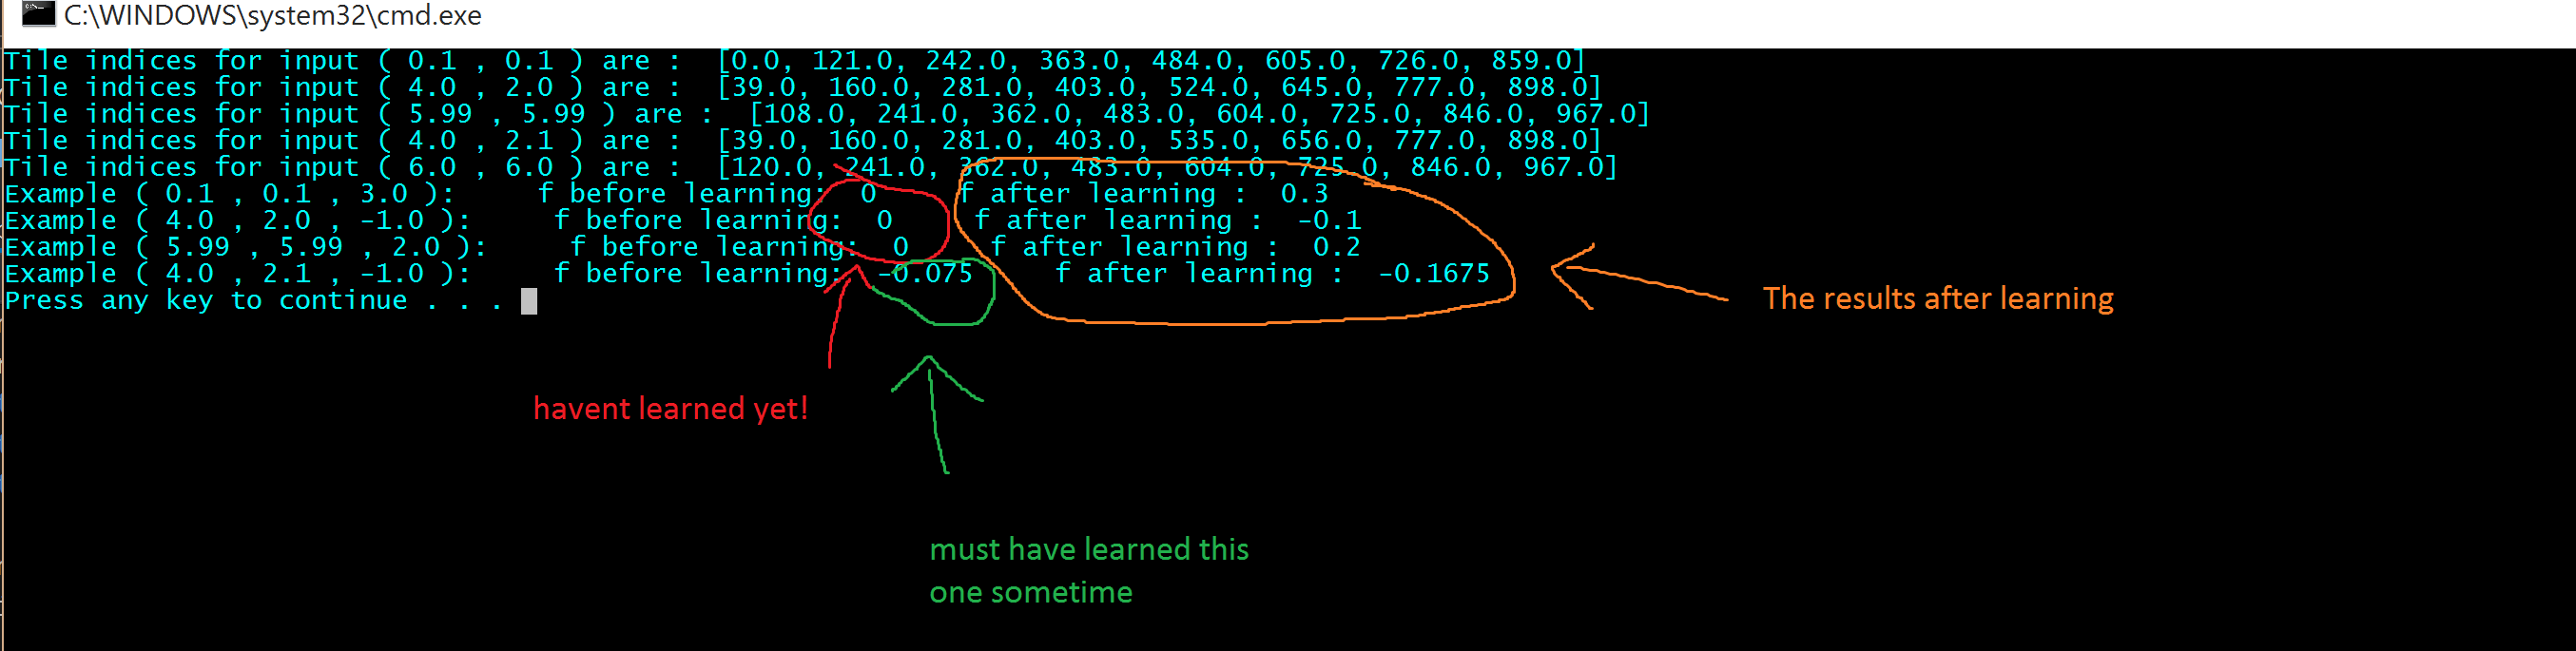 C:\WINDOWS\system32\cmd.exe
Tile indices for input ( 0.1 , 0.1 ) are :  [0.0, 121.0, 242.0, 363.0, 484.0, 605.0, 726.0, 859.0]
Tile indices for input ( 4.0 , 2.0 ) are :  [39.0, 160.0, 281.0, 403.0, 524.0, 645.0, 777.0, 898.0]
Tile indices for input ( 5.99 , 5.99 ) are :  [108.0, 241.0, 362.0, 483.0, 604.0, 725.0, 846.0, 967.0]
Tile indices for input ( 4.0 , 2.1 ) are :  [39.0, 160.0, 281.0, 403.0, 535.0, 656.0, 777.0, 898.0]
Tile indices for input ( 6.0 , 6.0 ) are :  [120.0, 241.0, 362.0, 483.0, 604.0, 725.0, 846.0, 967.0]
Example ( 0.1 , 0.1 , 3.0 ):     f before learning:  0     f after learning :  0.3
Example ( 4.0 , 2.0 , -1.0 ):     f before learning:  0     f after learning :  -0.1
Example ( 5.99 , 5.99 , 2.0 ):     f before learning:  0     f after learning :  0.2
Example ( 4.0 , 2.1 , -1.0 ):     f before learning:  -0.075     f after learning :  -0.1675
Press any key to continue . . .
The results after learning
havent learned yet!
must have learned this
one sometime